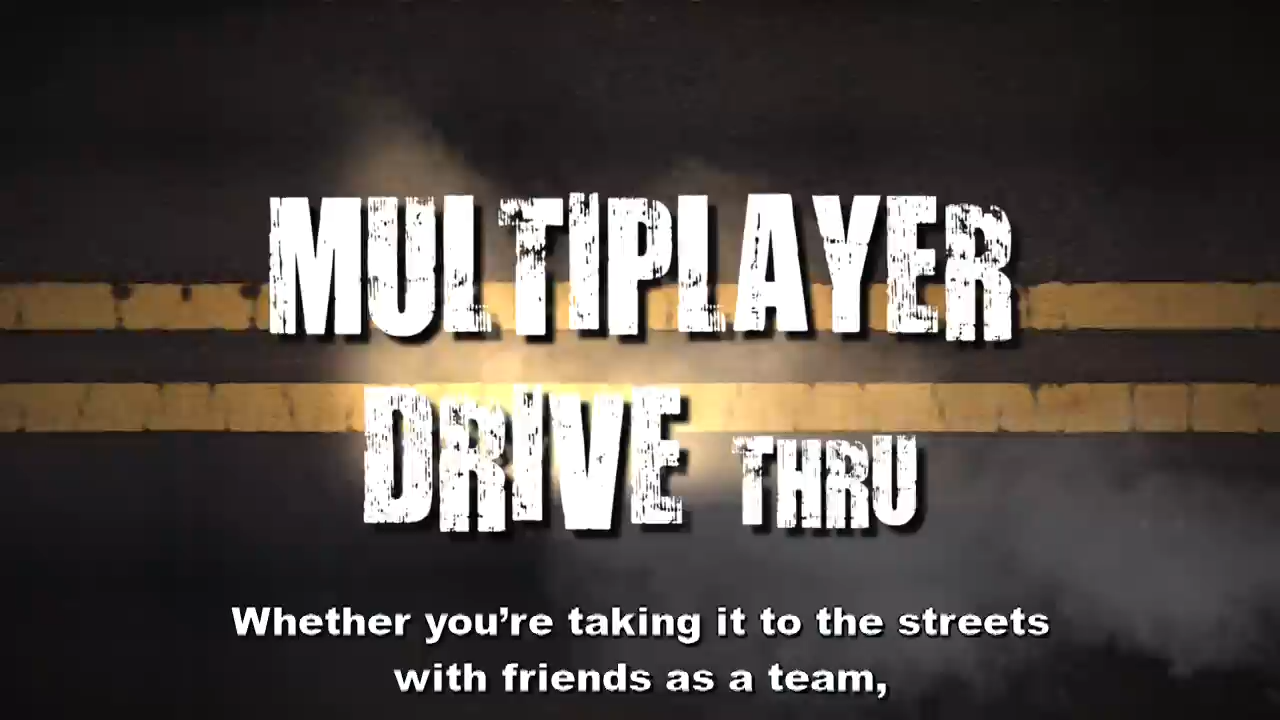 MULTIPLAYER
DRIVE THRU
Whether you’re taking it to the streets
with friends as a team,